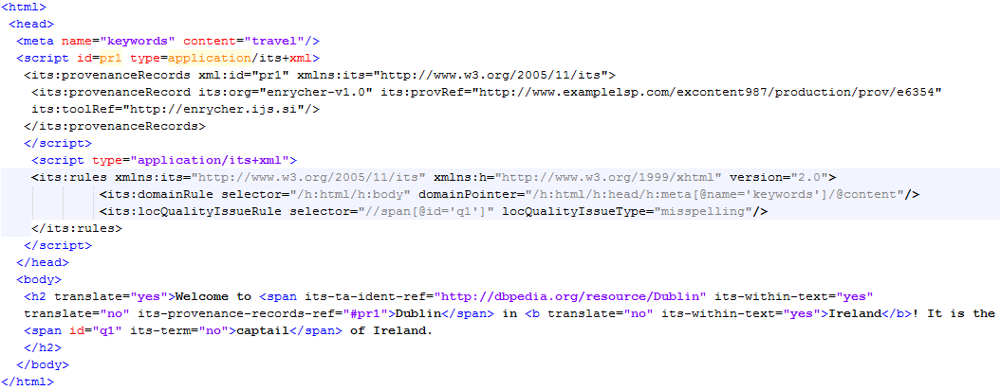 <html>
<head>
<meta name="keywords" content="travel"/>
<script id=pr1 type=application/its+xml>
<its:provenanceRecords xml:id="pr1" xmlns:its="http://www.w3.org/2005/11/its">
<its:provenanceRecord its:org="enrycher-v1.0" its:provRef="http://www.examplelsp.com/excontent987/production/prov/e6354"
its:toolRef="http://enrycher.ijs.si"/>
</its:provenanceRecords>
</script>
<script type="application/its+xml">
<its:rules xmlns:its="http://www.w3.org/2005/11/its" xmlns:h="http://www.w3.org/1999/xhtml" version="2.0">
<its:domainRule selector="/h:html/h:body" domainPointer="/h:html/h:head/h:meta[@name='keywords']/@content"/>
<its:locQualityIssueRule selector="//span[@id='q1']" locQualityIssueType="misspelling"/>
</its:rules>
</script>
</head>
<body>
<h2 translate="yes">Welcome to <span its-ta-ident-ref="http://dbpedia.org/resource/Dublin" its-within-text="yes"
translate="no" its-provenance-records-ref="#pr1">Dublin</span> in <b translate="no" its-within-text="yes">Ireland</b>! It is the
<span id="q1" its-term="no">captail</span> of Ireland.
</h2>
</body>
</html>